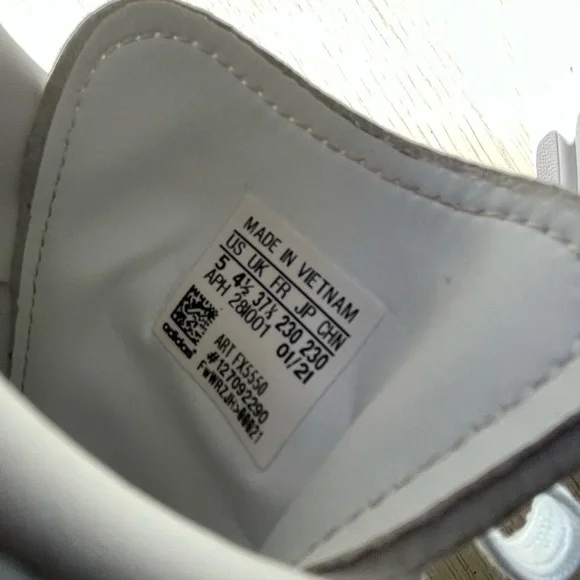 MADE IN VIETNAM
US UK FR JP CHN
5 4½ 37⅓ 230 230
APH 281001 01/21
ART FX5550
#127092290
adidas